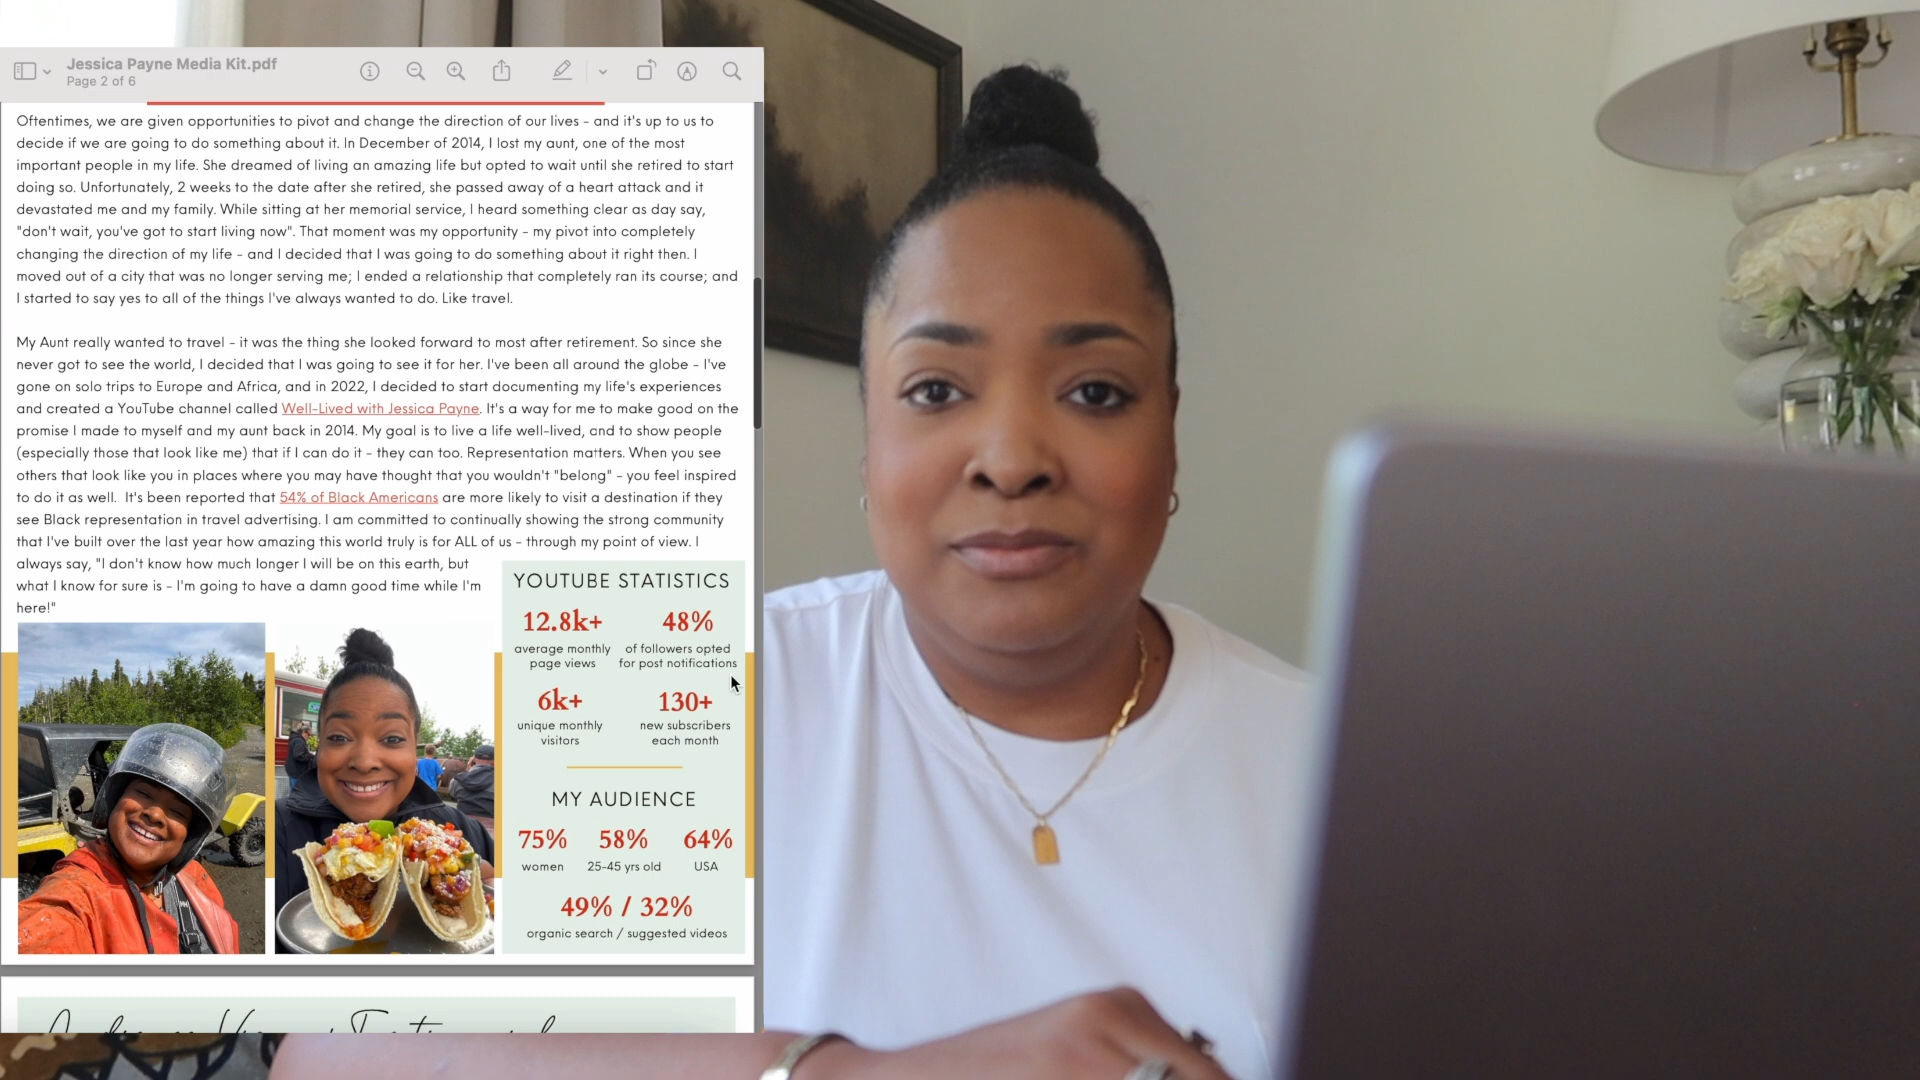 Jessica Payne Media Kit.pdf
Page 2 of 6
Oftentimes, we are given opportunities to pivot and change the direction of our lives - and it's up to us to
decide if we are going to do something about it. In December of 2014, I lost my aunt, one of the most
important people in my life. She dreamed of living an amazing life but opted to wait until she retired to start
doing so. Unfortunately, 2 weeks to the date after she retired, she passed away of a heart attack and it
devastated me and my family. While sitting at her memorial service, I heard something clear as day say,
"don't wait, you've got to start living now". That moment was my opportunity - my pivot into completely
changing the direction of my life - and I decided that I was going to do something about it right then. I
moved out of a city that was no longer serving me; I ended a relationship that completely ran its course; and
I started to say yes to all of the things I've always wanted to do. Like travel.
My Aunt really wanted to travel - it was the thing she looked forward to most after retirement. So since she
never got to see the world, I decided that I was going to see it for her. I've been all around the globe - I've
gone on solo trips to Europe and Africa, and in 2022, I decided to start documenting my life's experiences
and created a YouTube channel called Well-Lived with Jessica Payne. It's a way for me to make good on the
promise I made to myself and my aunt back in 2014. My goal is to live a life well-lived, and to show people
(especially those that look like me) that if I can do it - they can too. Representation matters. When you see
others that look like you in places where you may have thought that you wouldn't "belong" - you feel inspired
to do it as well. It's been reported that 54% of Black Americans are more likely to visit a destination if they
see Black representation in travel advertising. I am committed to continually showing the strong community
that I've built over the last year how amazing this world truly is for ALL of us - through my point of view. I
always say, "I don't know how much longer I will be on this earth, but
what I know for sure is - I'm going to have a damn good time while I'm
here!"
YOUTUBE STATISTICS
12.8k+ 48%
average monthly of followers opted
page views for post notifications
6k+ 130+
unique monthly new subscribers
visitors each month
MY AUDIENCE
75% 58% 64%
women 25-45 yrs old USA
49% / 32%
organic search / suggested videos